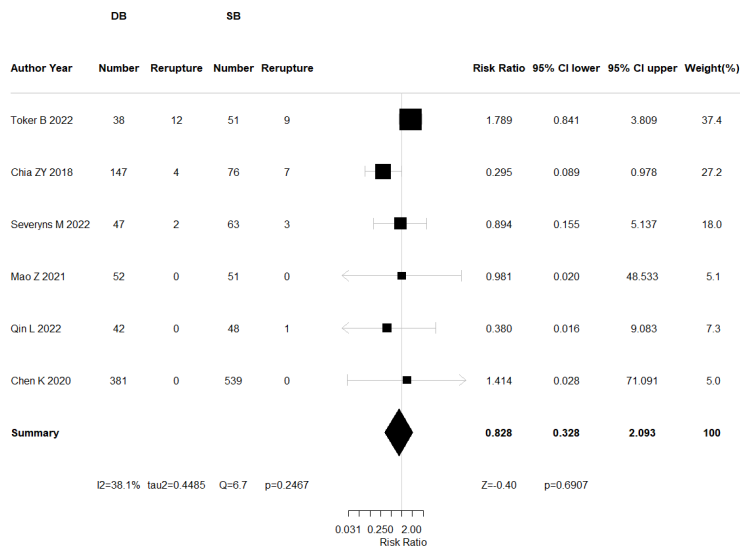 DB SB
Author Year Number Rerupture Number Rerupture Risk Ratio 95% CI lower 95% CI upper Weight(%)
Toker B 2022 38 12 51 9 1.789 0.841 3.809 37.4
Chia ZY 2018 147 4 76 7 0.295 0.089 0.978 27.2
Severyns M 2022 47 2 63 3 0.894 0.155 5.137 18.0
Mao Z 2021 52 0 51 0 0.981 0.020 48.533 5.1
Qin L 2022 42 0 48 1 0.380 0.016 9.083 7.3
Chen K 2020 381 0 539 0 1.414 0.028 71.091 5.0
Summary 0.828 0.328 2.093 100
I2=38.1% tau2=0.4485 Q=6.7 p=0.2467 Z=-0.40 p=0.6907
0.031 0.250 2.00
Risk Ratio